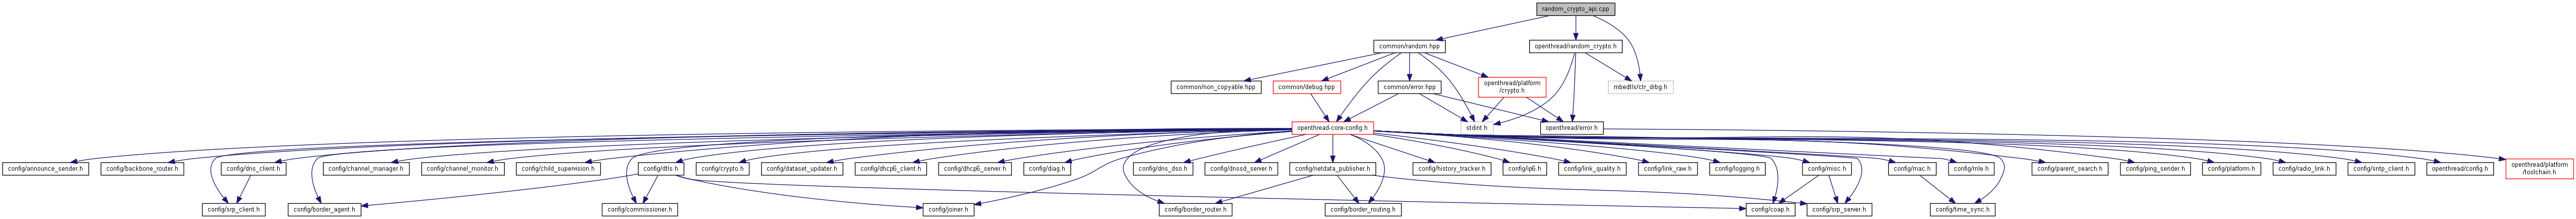 random_crypto_api.cpp
common/random.hpp
openthread/random_crypto.h
common/non_copyable.hpp
common/debug.hpp
common/error.hpp
openthread/platform
/crypto.h
mbedtls/ctr_drbg.h
openthread-core-config.h
stdint.h
openthread/error.h
config/announce_sender.h
config/backbone_router.h
config/dns_client.h
config/channel_manager.h
config/channel_monitor.h
config/child_supervision.h
config/dtls.h
config/crypto.h
config/dataset_updater.h
config/dhcp6_client.h
config/dhcp6_server.h
config/diag.h
config/dns_dso.h
config/dnssd_server.h
config/netdata_publisher.h
config/history_tracker.h
config/ip6.h
config/link_quality.h
config/link_raw.h
config/logging.h
config/misc.h
config/mac.h
config/mle.h
config/parent_search.h
config/ping_sender.h
config/platform.h
config/radio_link.h
config/sntp_client.h
openthread/config.h
openthread/platform
/toolchain.h
config/srp_client.h
config/border_agent.h
config/commissioner.h
config/joiner.h
config/border_router.h
config/border_routing.h
config/coap.h
config/srp_server.h
config/time_sync.h